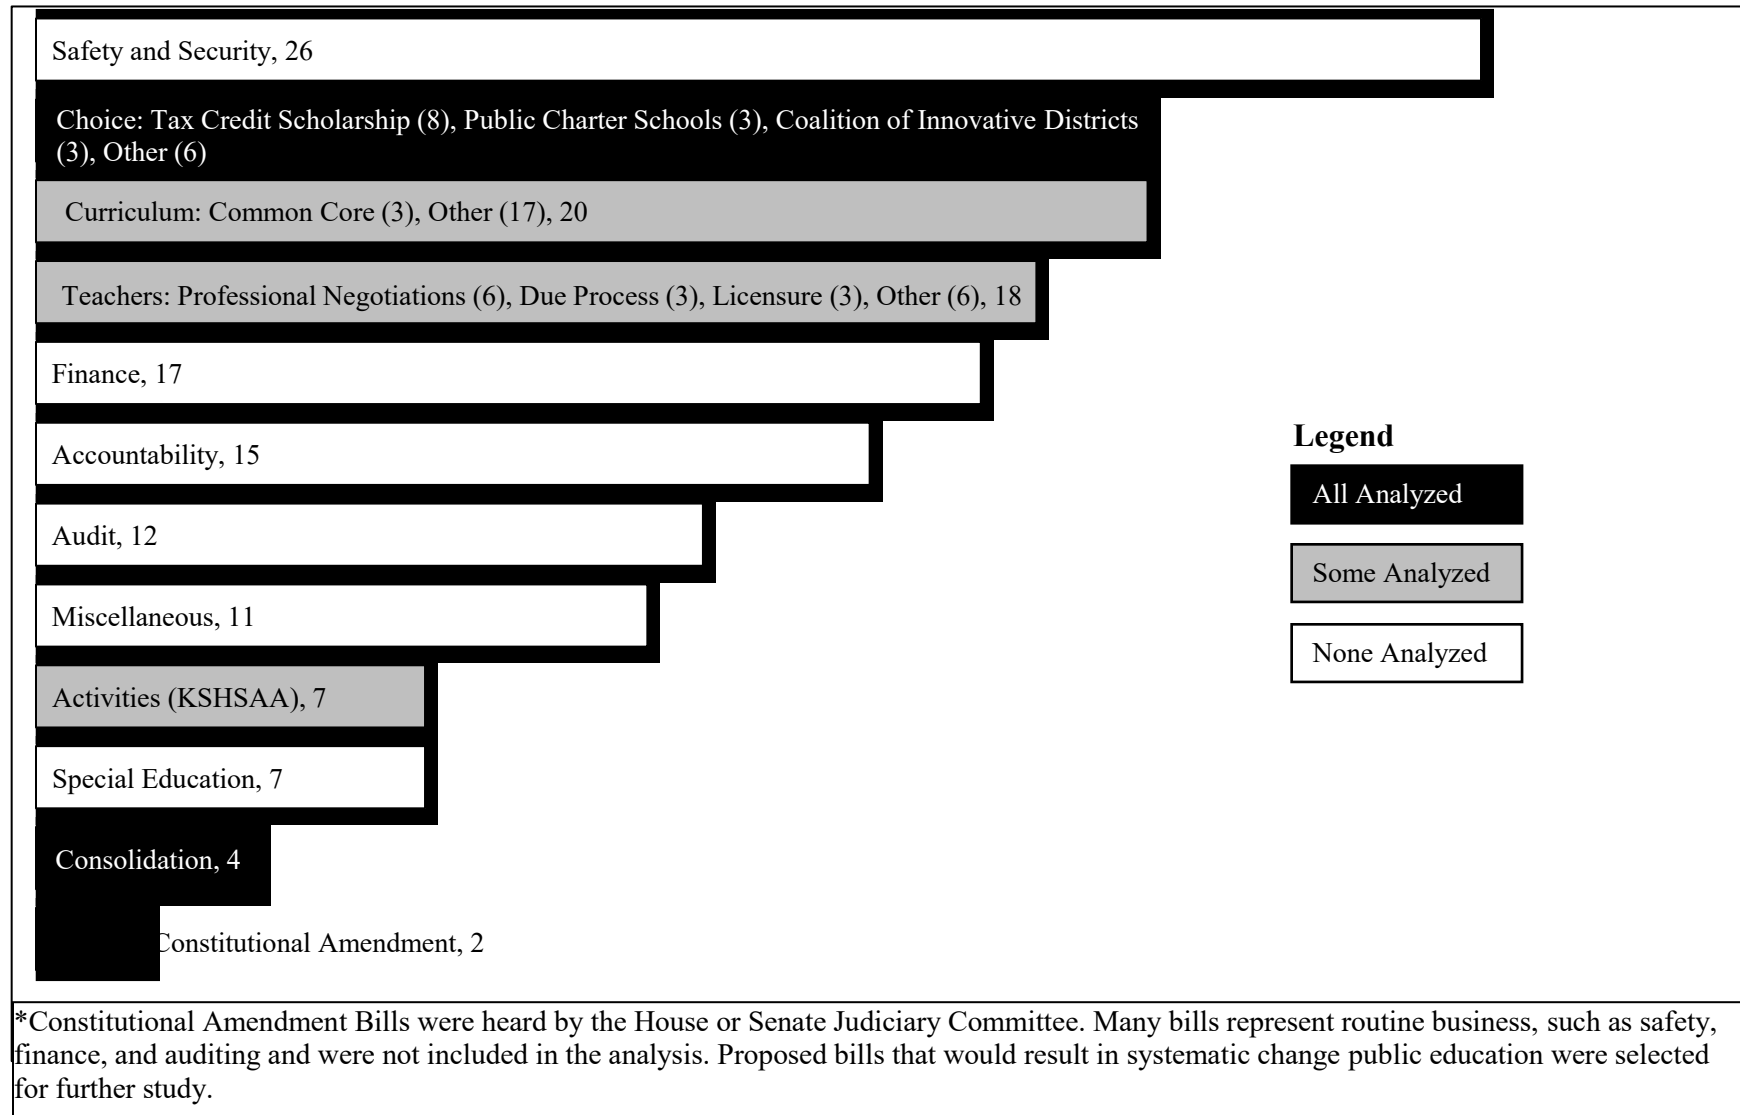 Safety and Security, 26
Choice: Tax Credit Scholarship (8), Public Charter Schools (3), Coalition of Innovative Districts
(3), Other (6)
Curriculum: Common Core (3), Other (17), 20
Teachers: Professional Negotiations (6), Due Process (3), Licensure (3), Other (6), 18
Finance, 17
Accountability, 15
Audit, 12
Miscellaneous, 11
Activities (KSHSAA), 7
Special Education, 7
Consolidation, 4
Constitutional Amendment, 2
Legend
All Analyzed
Some Analyzed
None Analyzed
*Constitutional Amendment Bills were heard by the House or Senate Judiciary Committee. Many bills represent routine business, such as safety,
finance, and auditing and were not included in the analysis. Proposed bills that would result in systematic change public education were selected
for further study.